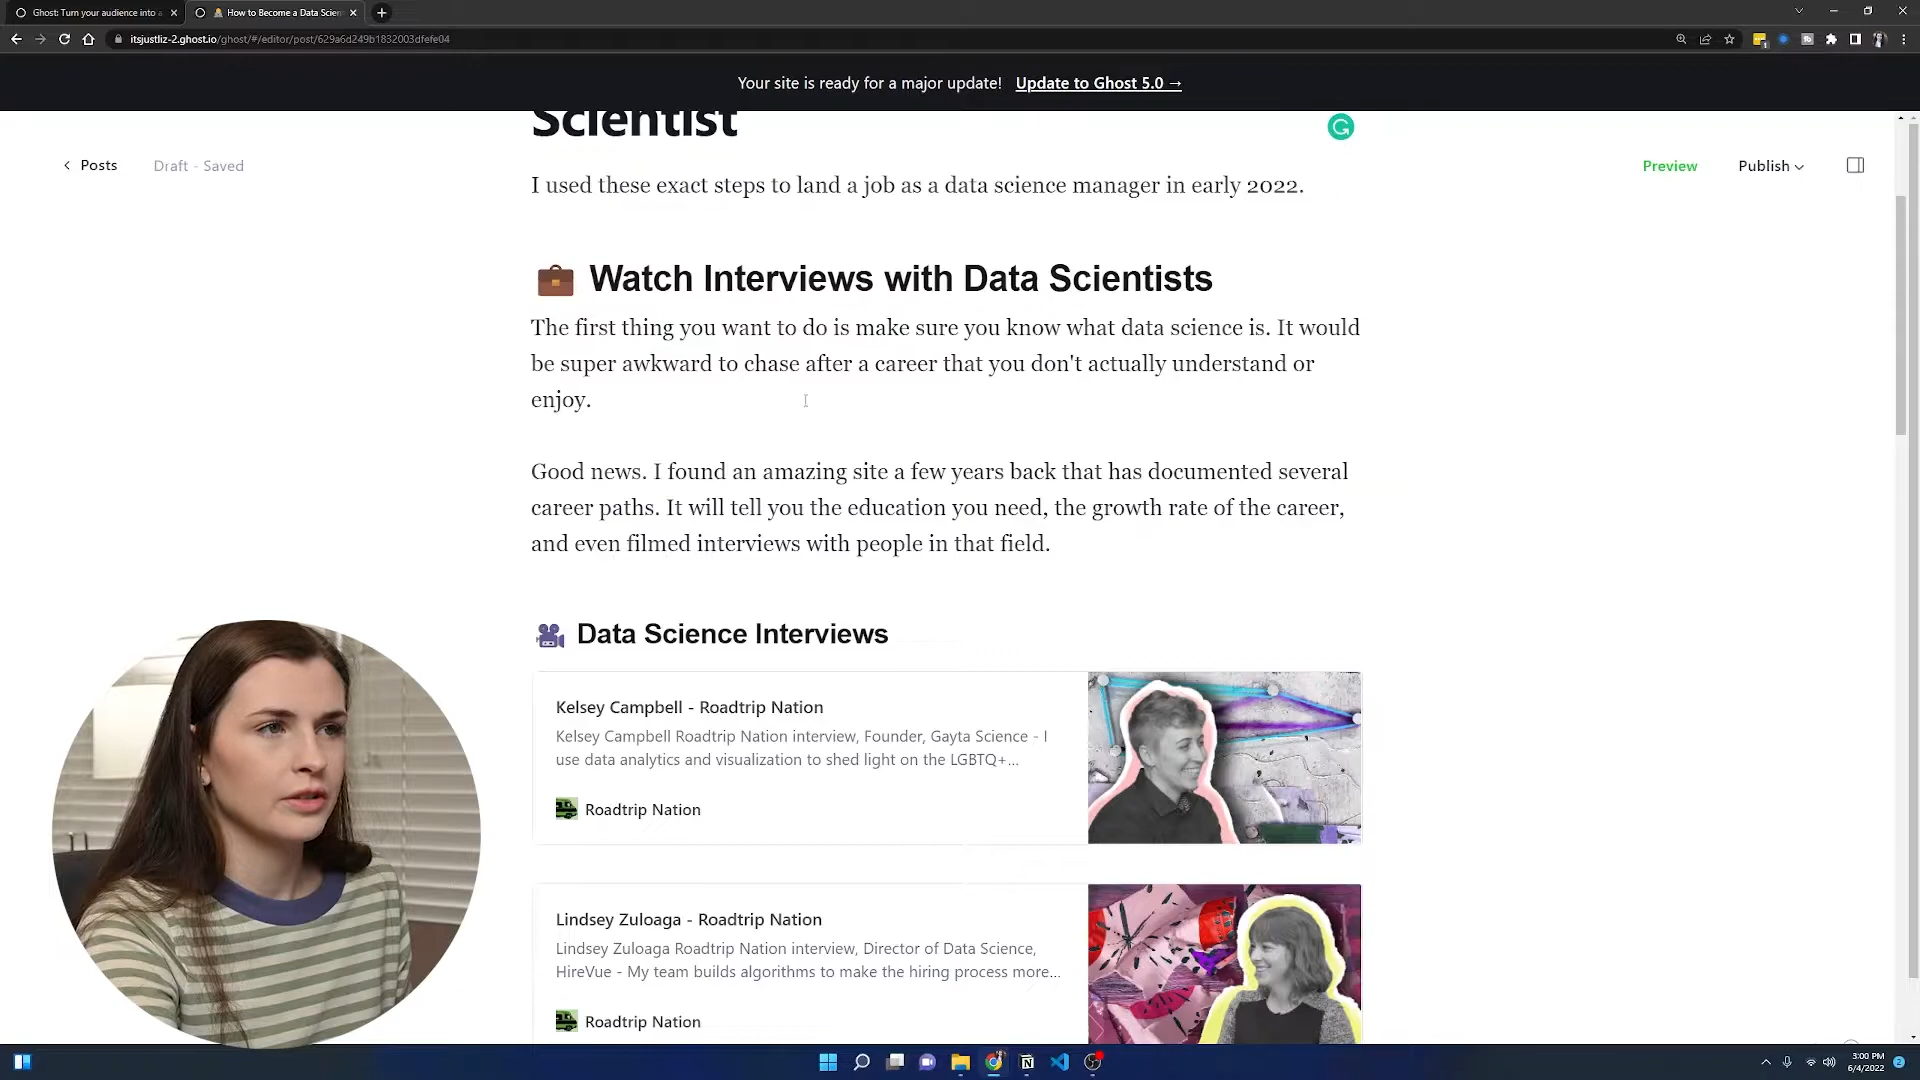 Ghost: Turn your audience into a
How to Become a Data Scien
itsjustliz-2.ghost.io/ghost/#/editor/post/629a6d249b1832003dfefe04
Your site is ready for a major update! Update to Ghost 5.0 →
Scientist
Posts
Draft - Saved
Preview
Publish
I used these exact steps to land a job as a data science manager in early 2022.
Watch Interviews with Data Scientists
The first thing you want to do is make sure you know what data science is. It would
be super awkward to chase after a career that you don't actually understand or
enjoy.
Good news. I found an amazing site a few years back that has documented several
career paths. It will tell you the education you need, the growth rate of the career,
and even filmed interviews with people in that field.
Data Science Interviews
Kelsey Campbell - Roadtrip Nation
Kelsey Campbell Roadtrip Nation interview, Founder, Gayta Science - I
use data analytics and visualization to shed light on the LGBTQ+...
Roadtrip Nation
Lindsey Zuloaga - Roadtrip Nation
Lindsey Zuloaga Roadtrip Nation interview, Director of Data Science,
HireVue - My team builds algorithms to make the hiring process more...
Roadtrip Nation
3:00 PM
6/4/2022
2